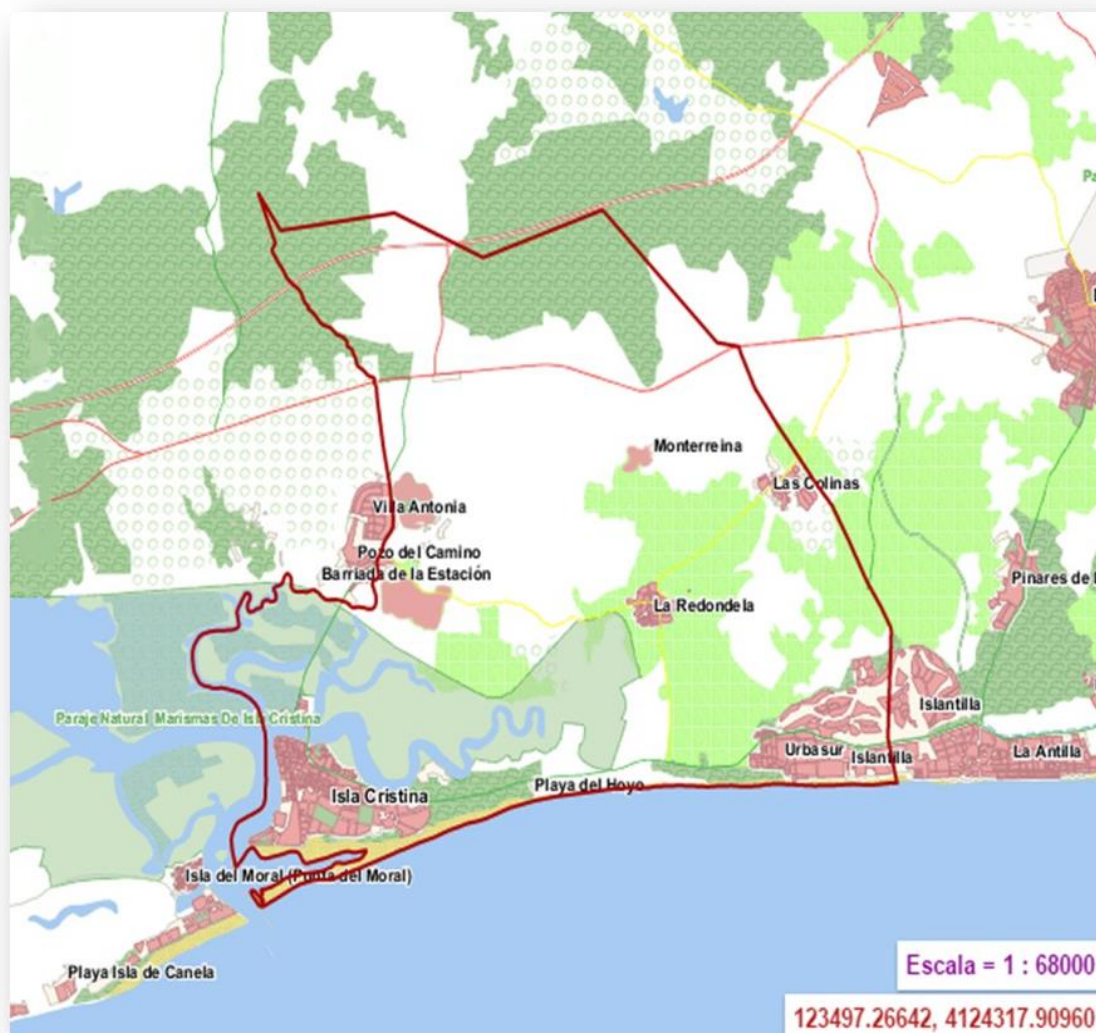 Pa
Monterreina
Las Colinas
Villa Antonia
Pozo del Camino
Barriada de la Estación
Pinares de
La Redondela
Islantilla
Paraje Natural Marismas De Isla Cristina
Urbasur
Islantilla
La Antilla
Playa del Hoyo
Isla Cristina
Isla del Moral (Punta del Moral)
Playa Isla de Canela
Escala = 1 : 68000
123497.26642, 4124317.90960